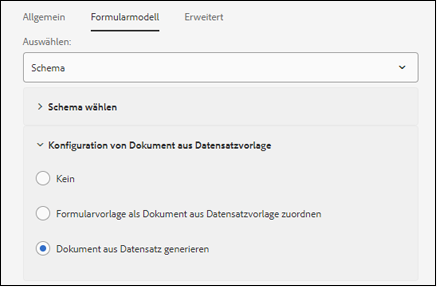 Allgemein Formularmodell Erweitert
Auswählen:
Schema
Schema wählen
Konfiguration von Dokument aus Datensatzvorlage
Kein
Formularvorlage als Dokument aus Datensatzvorlage zuordnen
Dokument aus Datensatz generieren